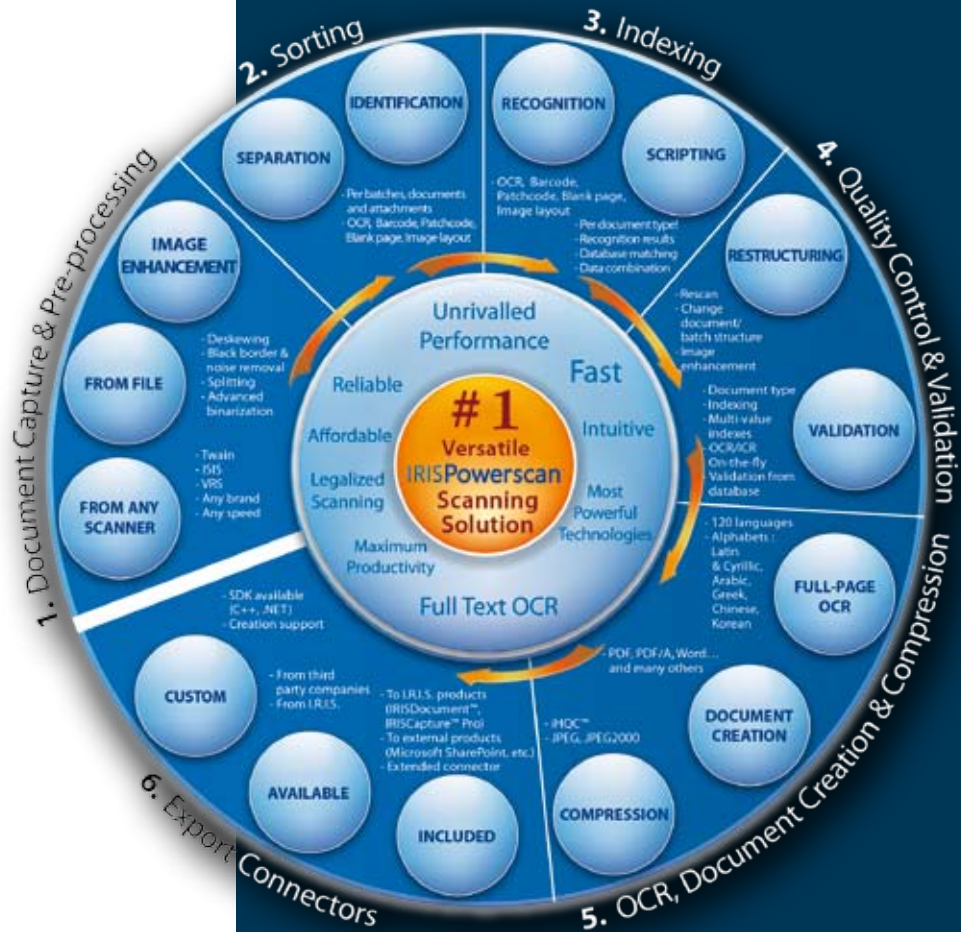 1. Document Capture & Pre-processing
FROM ANY
SCANNER
- Twain
- ISIS
- VRS
- Any brand
- Any speed
FROM FILE
IMAGE
ENHANCEMENT
- Deskewing
- Black border &
noise removal
- Splitting
- Advanced
binarization
2. Sorting
SEPARATION
IDENTIFICATION
- Per batches, documents
and attachments
- OCR, Barcode, Patchcode,
Blank page, Image layout
3. Indexing
RECOGNITION
- OCR, Barcode,
Patchcode, Blank page,
Image layout
SCRIPTING
- Per document type!
- Recognition results
- Database matching
- Data combination
4. Quality Control & Validation
RESTRUCTURING
- Rescan
- Change
document/
batch structure
- Image
enhancement
VALIDATION
- Document type
- Indexing
- Multi-value
indexes
- OCR/ICR
On-the-fly
- Validation from
database
5. OCR, Document Creation & Compression
FULL-PAGE
OCR
- 120 languages
- Alphabets :
Latin
& Cyrillic,
Arabic,
Greek,
Chinese,
Korean
DOCUMENT
CREATION
- PDF, PDF/A, Word...
and many others
COMPRESSION
- iHQC™
- JPEG, JPEG2000
6. Export Connectors
INCLUDED
- To I.R.I.S. products
(IRISDocument™,
IRISCapture™ Pro)
- To external products
(Microsoft SharePoint, etc.)
- Extended connector
AVAILABLE
- From third
party companies
- From I.R.I.S.
CUSTOM
- SDK available
(C++, .NET)
- Creation support
Unrivalled
Performance
Reliable
Fast
Affordable
Intuitive
Legalized
Scanning
Most
Powerful
Technologies
Maximum
Productivity
Full Text OCR
#1
Versatile
IRISPowerscan
Scanning
Solution